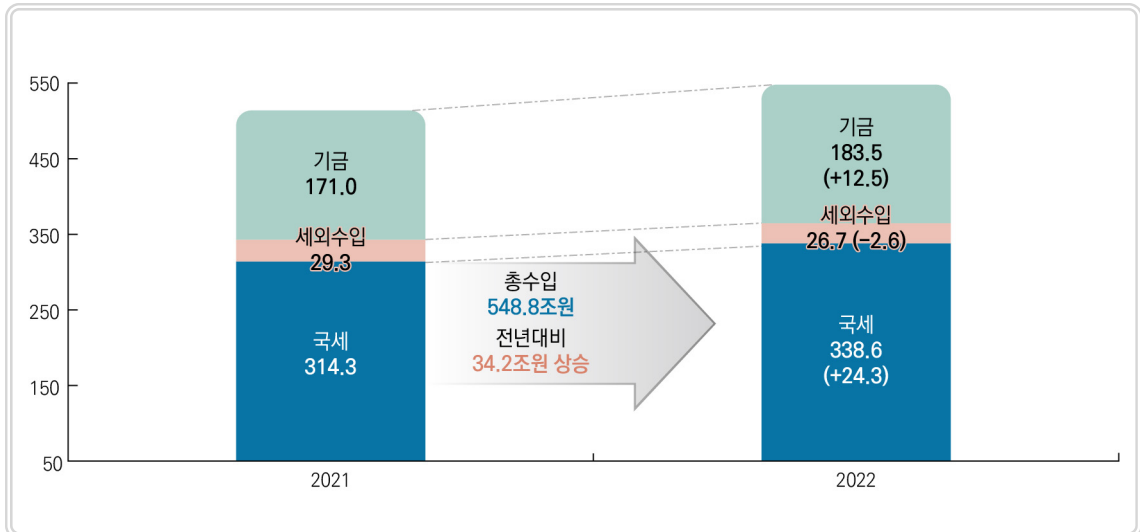 550
450
350
250
150
50
기금
171.0
세외수입
29.3
국세
314.3
총수입
548.8조원
전년대비
34.2조원 상승
기금
183.5
(+12.5)
세외수입
26.7 (-2.6)
국세
338.6
(+24.3)
2021
2022